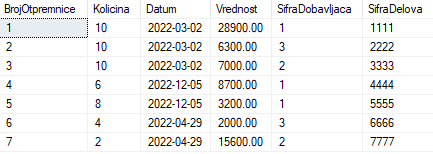 BrojOtpremnice Kolicina Datum Vrednost SifraDobavljaca SifraDelova
1 10 2022-03-02 28900.00 1 1111
2 10 2022-03-02 6300.00 3 2222
3 10 2022-03-02 7000.00 2 3333
4 6 2022-12-05 8700.00 1 4444
5 8 2022-12-05 3200.00 1 5555
6 4 2022-04-29 2000.00 3 6666
7 2 2022-04-29 15600.00 2 7777